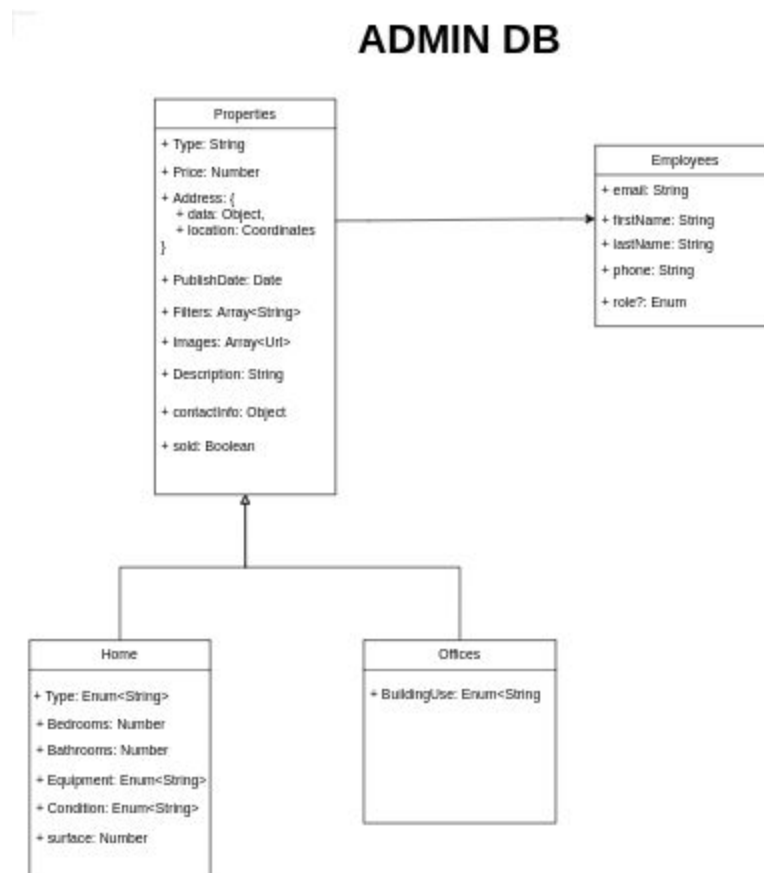 ADMIN DB
Properties
+ Type: String
+ Price: Number
+ Address: {
+ data: Object,
+ location: Coordinates
}
+ PublishDate: Date
+ Filters: Array<String>
+ Images: Array<Url>
+ Description: String
+ contactInfo: Object
+ sold: Boolean
Employees
+ email: String
+ firstName: String
+ lastName: String
+ phone: String
+ role?: Enum
Home
+ Type: Enum<String>
+ Bedrooms: Number
+ Bathrooms: Number
+ Equipment: Enum<String>
+ Condition: Enum<String>
+ surface: Number
Offices
+ BuildingUse: Enum<String